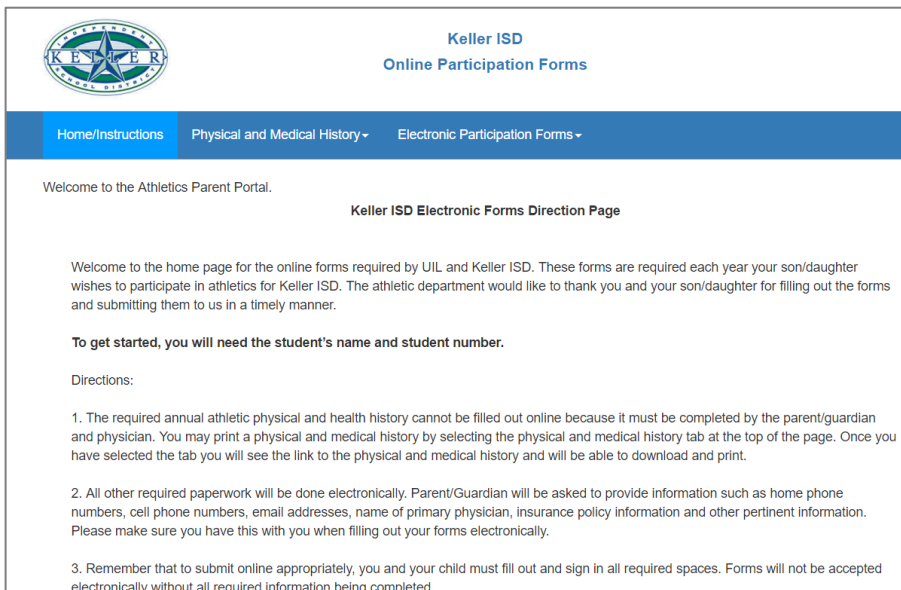 INDEPENDENT
KELLER
SCHOOL DISTRICT
Keller ISD
Online Participation Forms
Home/Instructions Physical and Medical History Electronic Participation Forms
Welcome to the Athletics Parent Portal.
Keller ISD Electronic Forms Direction Page
Welcome to the home page for the online forms required by UIL and Keller ISD. These forms are required each year your son/daughter
wishes to participate in athletics for Keller ISD. The athletic department would like to thank you and your son/daughter for filling out the forms
and submitting them to us in a timely manner.
To get started, you will need the student’s name and student number.
Directions:
1. The required annual athletic physical and health history cannot be filled out online because it must be completed by the parent/guardian
and physician. You may print a physical and medical history by selecting the physical and medical history tab at the top of the page. Once you
have selected the tab you will see the link to the physical and medical history and will be able to download and print.
2. All other required paperwork will be done electronically. Parent/Guardian will be asked to provide information such as home phone
numbers, cell phone numbers, email addresses, name of primary physician, insurance policy information and other pertinent information.
Please make sure you have this with you when filling out your forms electronically.
3. Remember that to submit online appropriately, you and your child must fill out and sign in all required spaces. Forms will not be accepted
electronically without all required information being completed